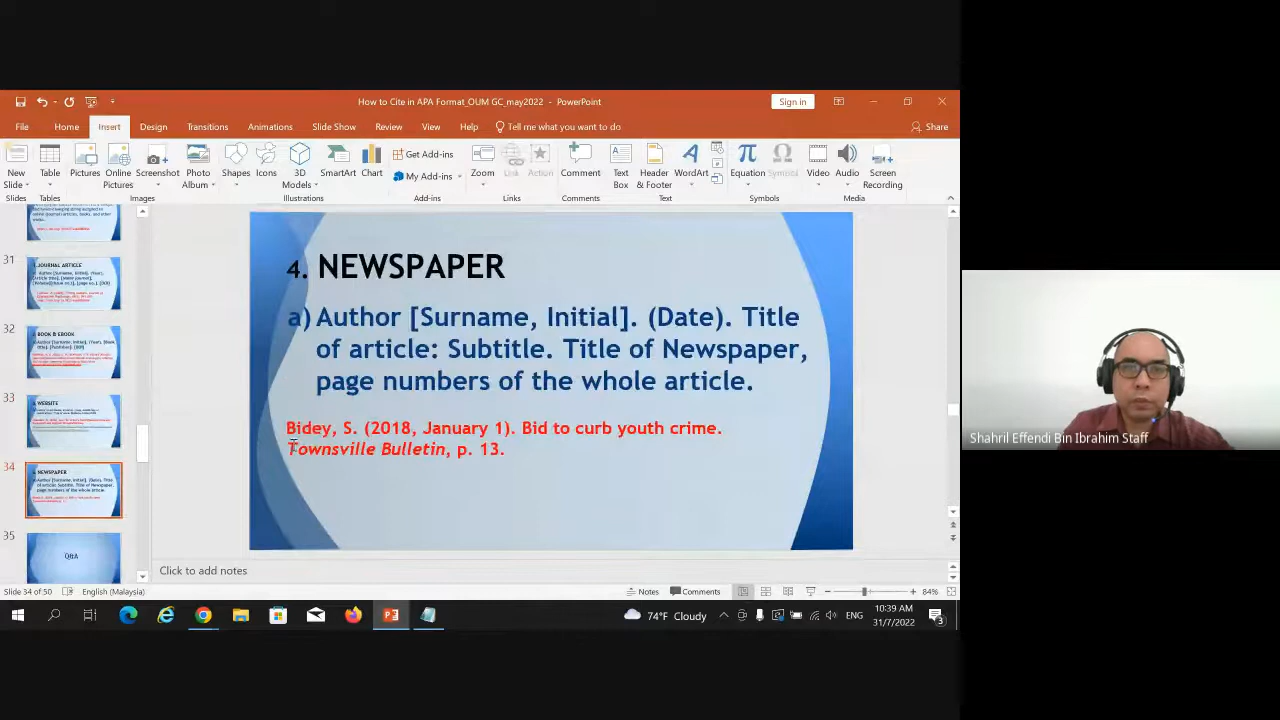 How to Cite in APA Format_OUM GC_may2022 - PowerPoint
Sign in
File Home Insert Design Transitions Animations Slide Show Review View Help Tell me what you want to do Share
New Slide
Table
Pictures
Online Pictures
Screenshot
Photo Album
Shapes
Icons
3D Models
SmartArt
Chart
Get Add-ins
My Add-ins
Zoom
Link
Action
Comment
Text Box
Header & Footer
WordArt
Equation
Symbol
Video
Audio
Screen Recording
Slides Tables Images Illustrations Add-ins Links Comments Text Symbols Media
31
32
33
34
35
Q&A
4. NEWSPAPER
a) Author [Surname, Initial]. (Date). Title
of article: Subtitle. Title of Newspaper,
page numbers of the whole article.
Bidey, S. (2018, January 1). Bid to curb youth crime.
Townsville Bulletin, p. 13.
Click to add notes
Slide 34 of 50 English (Malaysia) Notes Comments 84%
74°F Cloudy ENG 10:39 AM
31/7/2022
3
Shahril Effendi Bin Ibrahim Staff